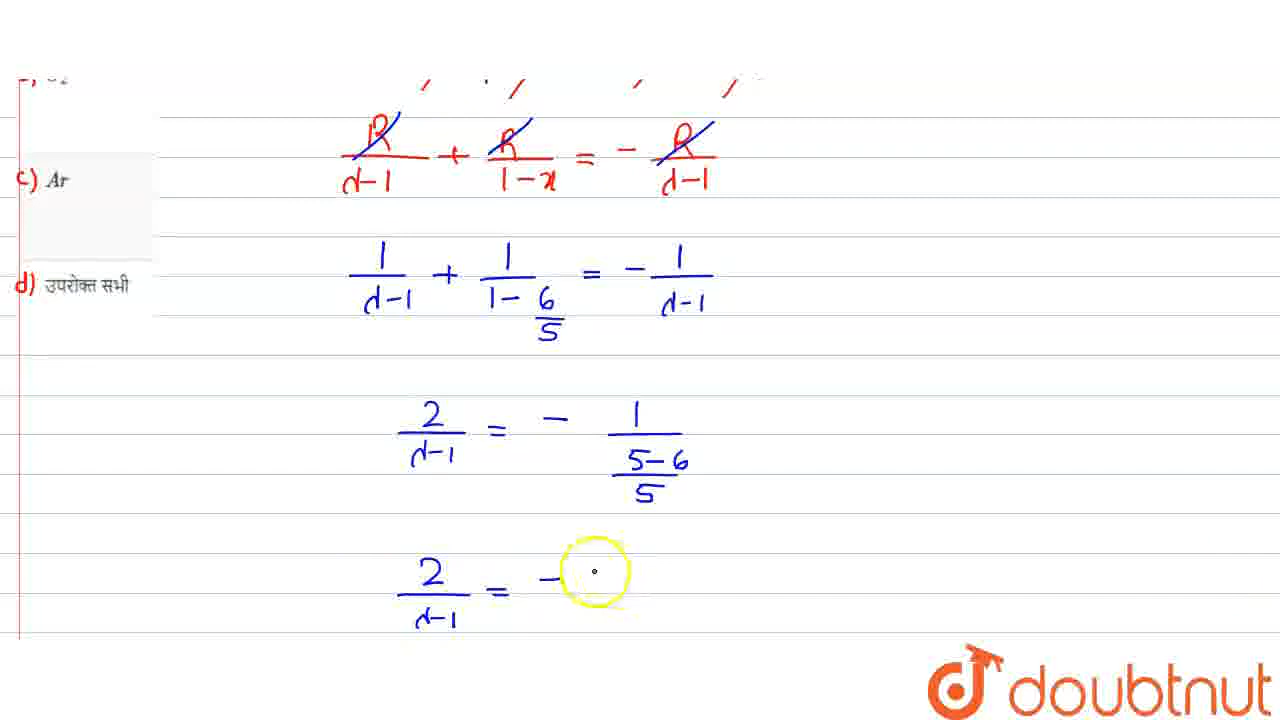 c) Ar
d) उपरोक्त सभी
R/(r-1) + R/(1-x) = - R/(r-1)
1/(r-1) + 1/(1- 6/5) = - 1/(r-1)
2/(r-1) = - 1/((5-6)/5)
2/(r-1) = -
doubtnut